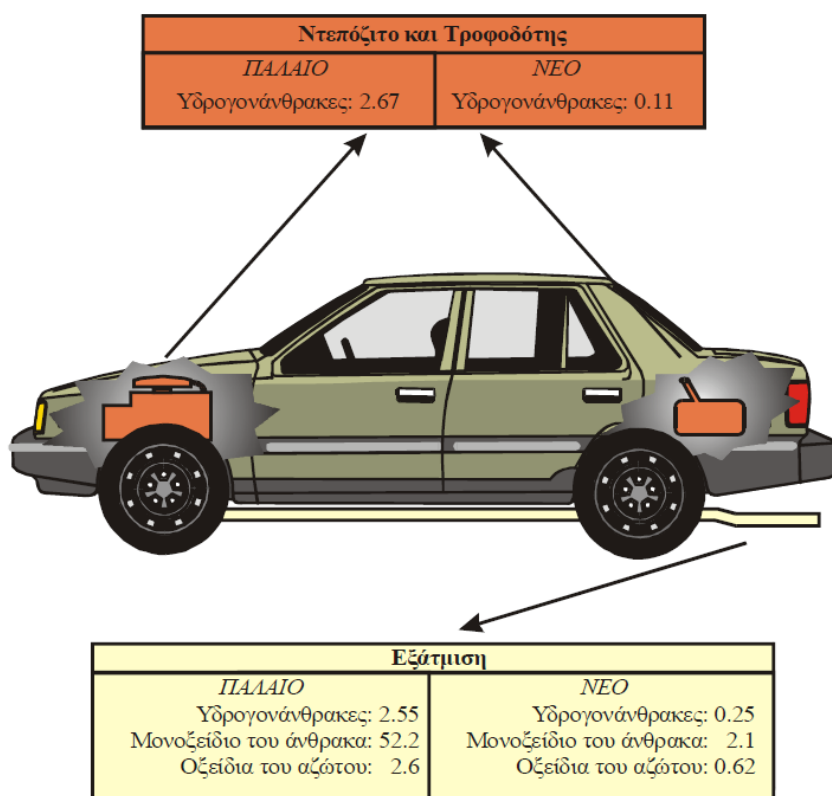 Ντεπόζιτο και Τροφοδότης
ΠΑΛΑΙΟ
Υδρογονάνθρακες: 2.67
ΝΕΟ
Υδρογονάνθρακες: 0.11
Εξάτμιση
ΠΑΛΑΙΟ
Υδρογονάνθρακες: 2.55
Μονοξείδιο του άνθρακα: 52.2
Οξείδια του αζώτου: 2.6
ΝΕΟ
Υδρογονάνθρακες: 0.25
Μονοξείδιο του άνθρακα: 2.1
Οξείδια του αζώτου: 0.62